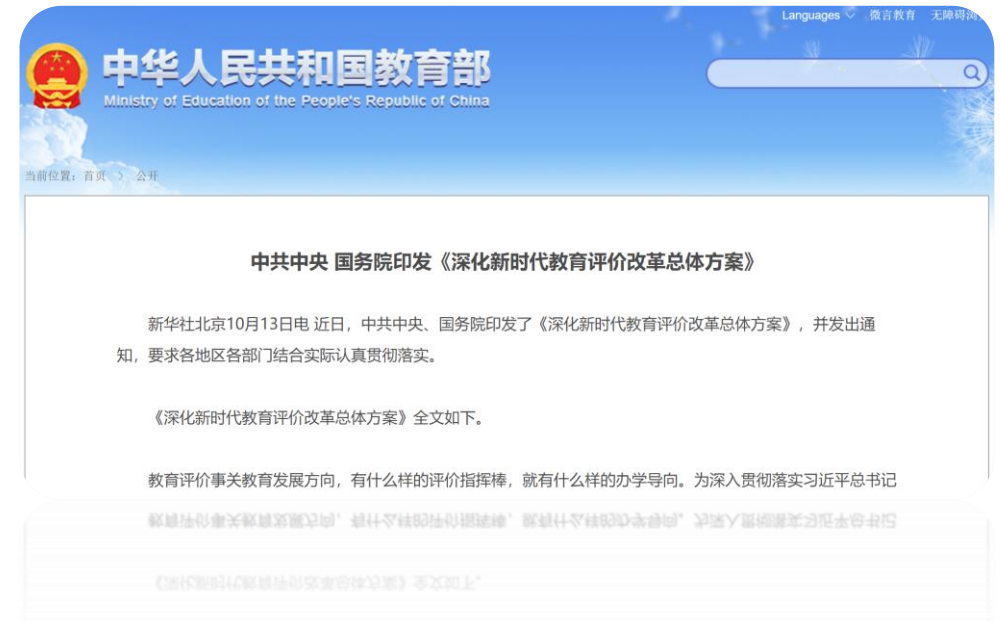 Languages 微言教育 无障碍浏
中华人民共和国教育部
Ministry of Education of the People's Republic of China
当前位置：首页 > 公开
中共中央 国务院印发《深化新时代教育评价改革总体方案》
新华社北京10月13日电 近日，中共中央、国务院印发了《深化新时代教育评价改革总体方案》，并发出通
知，要求各地区各部门结合实际认真贯彻落实。
《深化新时代教育评价改革总体方案》全文如下。
教育评价事关教育发展方向，有什么样的评价指挥棒，就有什么样的办学导向。为深入贯彻落实习近平总书记